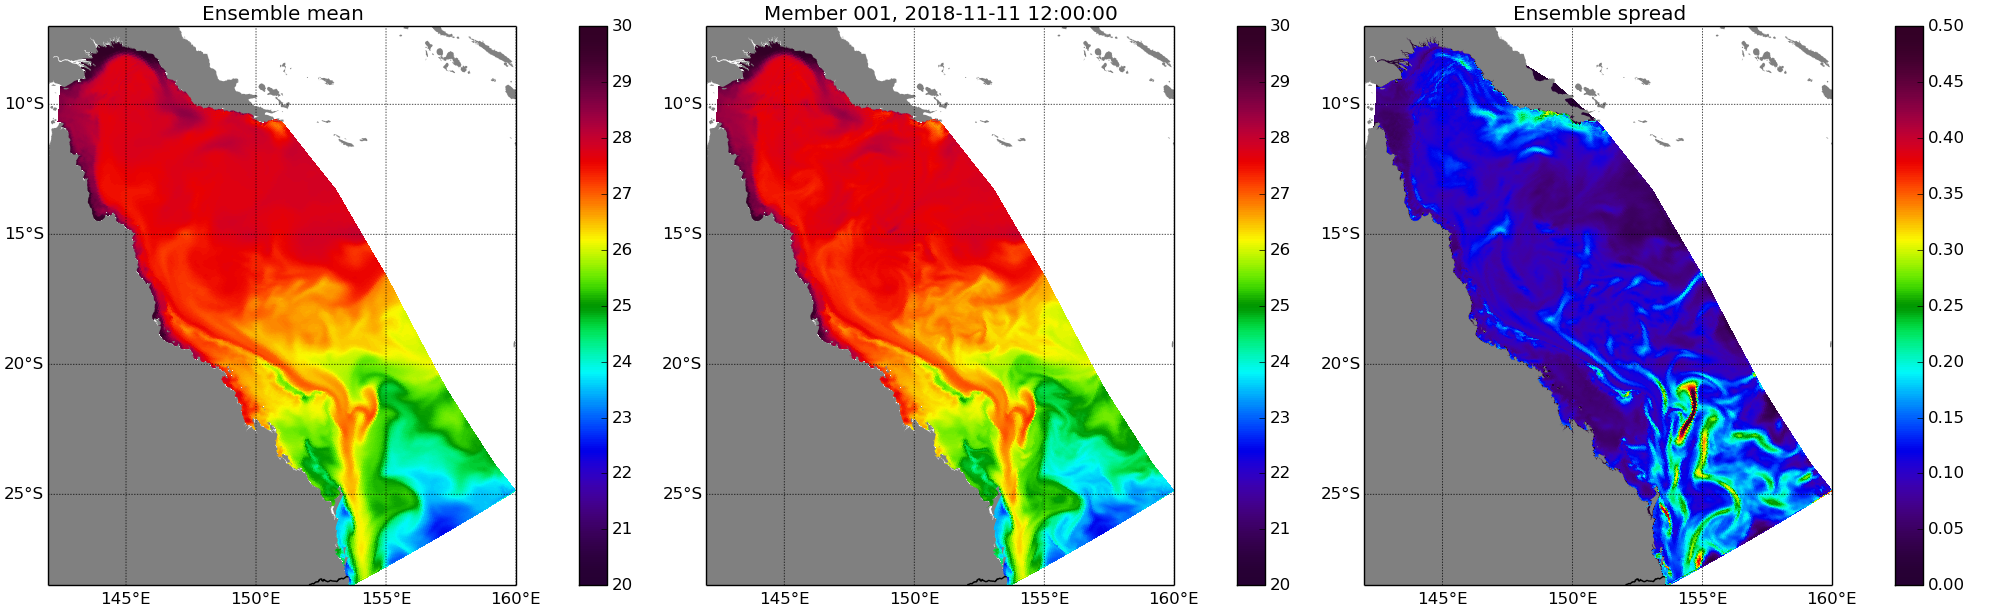 Ensemble mean
Member 001, 2018-11-11 12:00:00
Ensemble spread
10°S
15°S
20°S
25°S
145°E
150°E
155°E
160°E
30
29
28
27
26
25
24
23
22
21
20
10°S
15°S
20°S
25°S
145°E
150°E
155°E
160°E
30
29
28
27
26
25
24
23
22
21
20
10°S
15°S
20°S
25°S
145°E
150°E
155°E
160°E
0.50
0.45
0.40
0.35
0.30
0.25
0.20
0.15
0.10
0.05
0.00